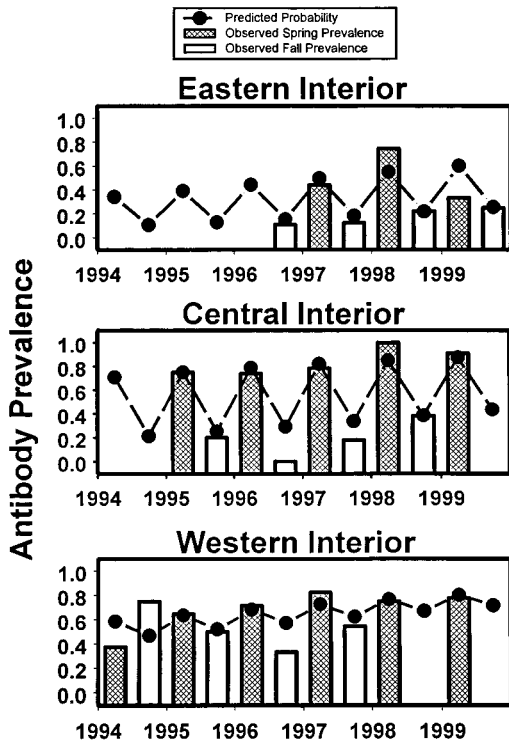 Predicted Probability
Observed Spring Prevalence
Observed Fall Prevalence
Eastern Interior
1.0
0.8
0.6
0.4
0.2
0.0
1994 1995 1996 1997 1998 1999
Central Interior
1.0
0.8
0.6
0.4
0.2
0.0
1994 1995 1996 1997 1998 1999
Western Interior
1.0
0.8
0.6
0.4
0.2
0.0
1994 1995 1996 1997 1998 1999
Antibody Prevalence